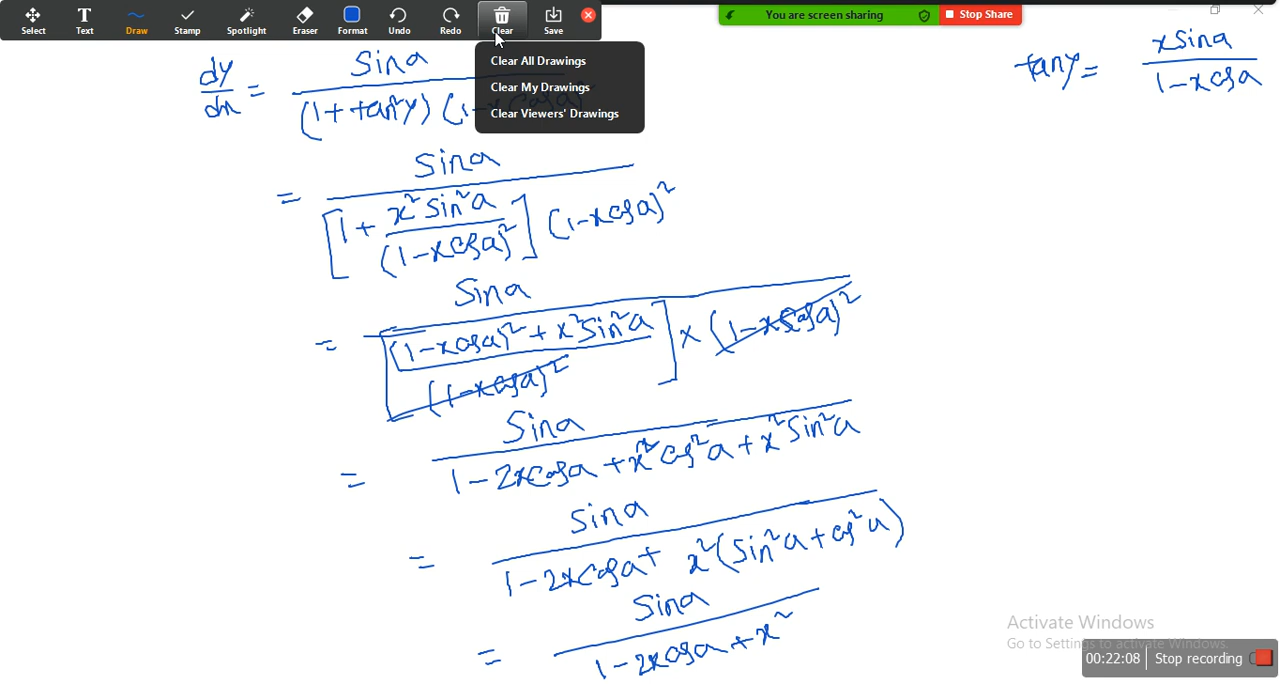 Select Text Draw Stamp Spotlight Eraser Format Undo Redo Clear Save
You are screen sharing Stop Share
Clear All Drawings
Clear My Drawings
Clear Viewers' Drawings
tany = xsina / 1-xcosa
dy/dx = Sina / (1+tan²y) (1-xcosa)²
= Sina / [1 + x²sin²a / (1-xcosa)²] (1-xcosa)²
= Sina / [(1-xcosa)² + x²sin²a / (1-xcosa)²] × (1-xcosa)²
= Sina / 1-2xcosa + x²cos²a + x²sin²a
= Sina / 1-2xcosa + x²(sin²a + cos²a)
= Sina / 1-2xcosa + x²
Activate Windows
Go to Settings to activate Windows.
00:22:08 Stop recording